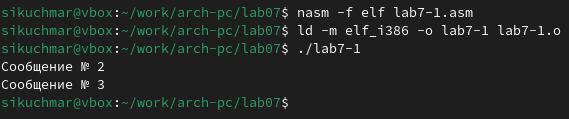 sikuchmar@vbox:~/work/arch-pc/lab07$ nasm -f elf lab7-1.asm
sikuchmar@vbox:~/work/arch-pc/lab07$ ld -m elf_i386 -o lab7-1 lab7-1.o
sikuchmar@vbox:~/work/arch-pc/lab07$ ./lab7-1
Сообщение № 2
Сообщение № 3
sikuchmar@vbox:~/work/arch-pc/lab07$